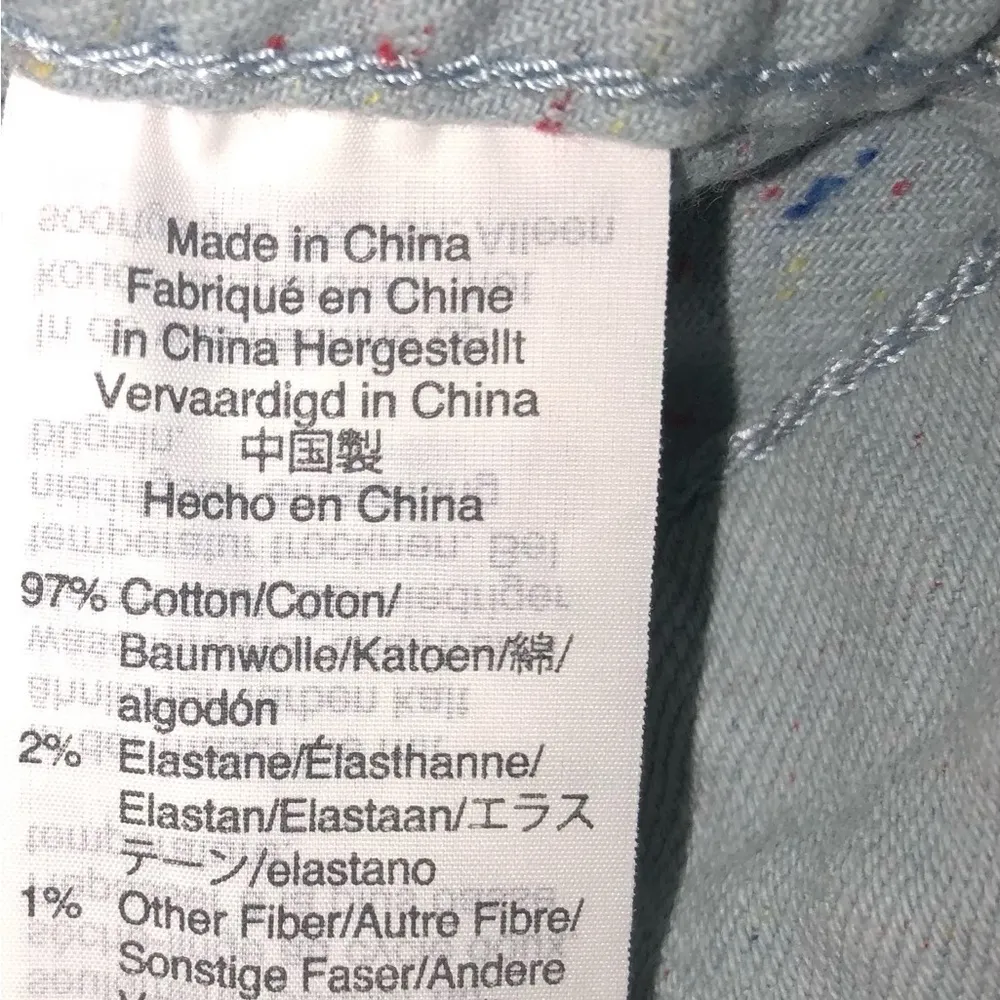 Made in China
Fabriqué en Chine
in China Hergestellt
Vervaardigd in China
中国製
Hecho en China
97% Cotton/Coton/
Baumwolle/Katoen/綿/
algodón
2% Elastane/Élasthanne/
Elastan/Elastaan/エラス
テーン/elastano
1% Other Fiber/Autre Fibre/
Sonstige Faser/Andere